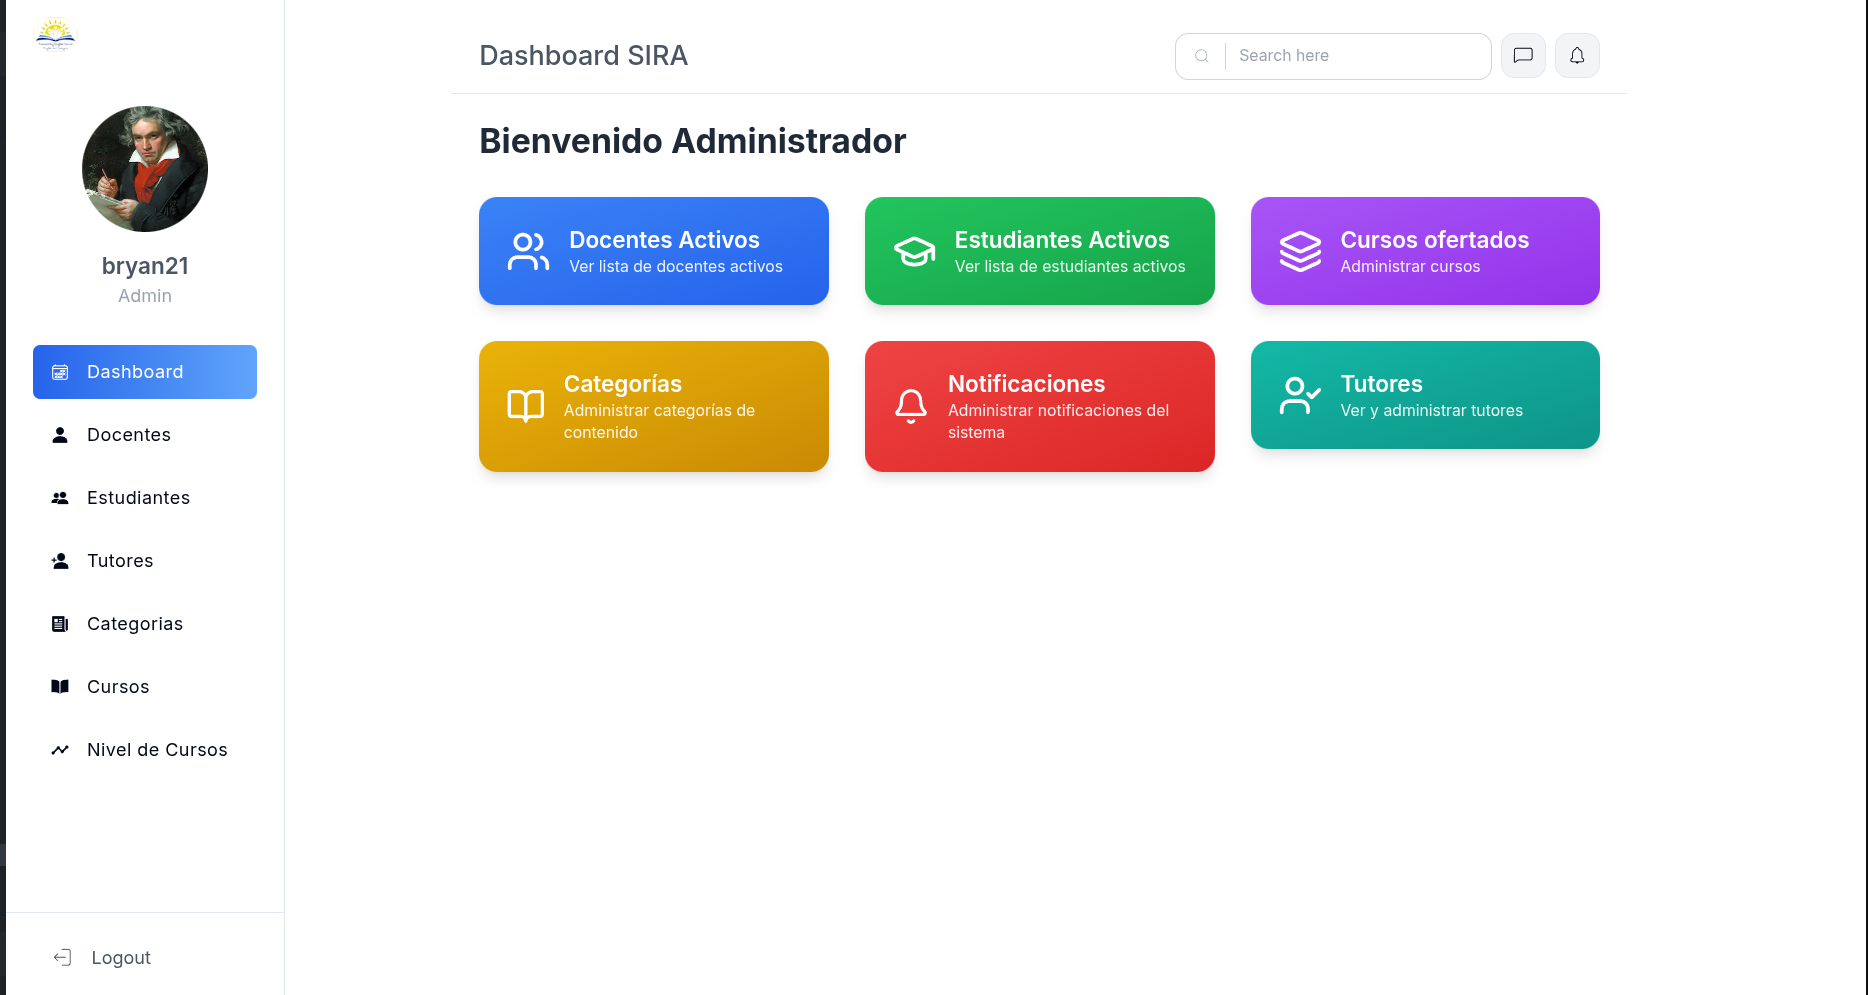 bryan21
Admin
Dashboard
Docentes
Estudiantes
Tutores
Categorias
Cursos
Nivel de Cursos
Logout
Dashboard SIRA
Search here
Bienvenido Administrador
Docentes Activos
Ver lista de docentes activos
Estudiantes Activos
Ver lista de estudiantes activos
Cursos ofertados
Administrar cursos
Categorías
Administrar categorías de
contenido
Notificaciones
Administrar notificaciones del
sistema
Tutores
Ver y administrar tutores